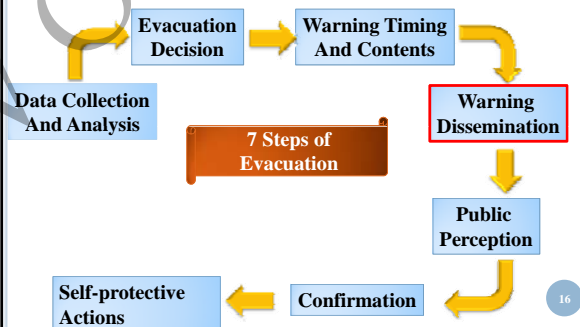 Evacuation
Decision
Warning Timing
And Contents
Data Collection
And Analysis
Warning
Dissemination
7 Steps of
Evacuation
Public
Perception
Self-protective
Actions
Confirmation
16